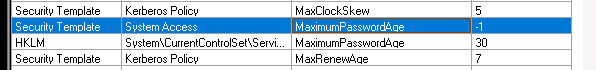 Security Template Kerberos Policy MaxClockSkew 5
Security Template System Access MaximumPasswordAge -1
HKLM System\CurrentControlSet\Servi... MaximumPasswordAge 30
Security Template Kerberos Policy MaxRenewAge 7